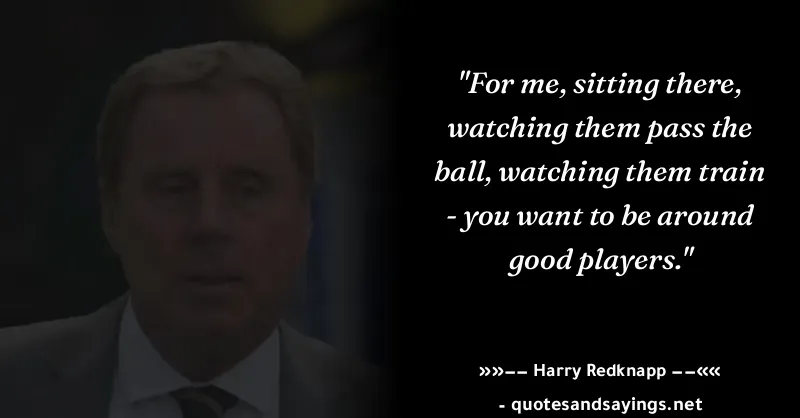 "For me, sitting there,
watching them pass the
ball, watching them train
- you want to be around
good players."
»»–– Harry Redknapp ––««
- quotesandsayings.net